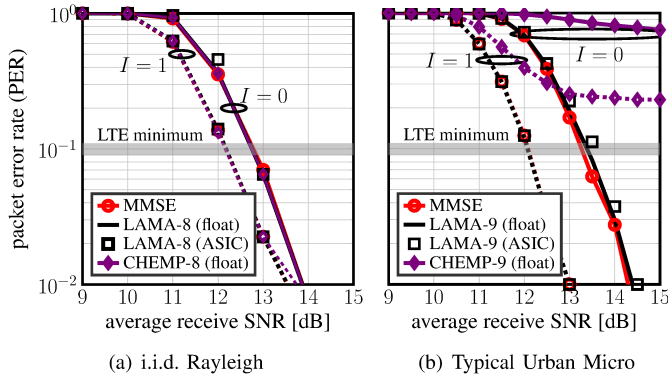 packet error rate (PER)
10⁰
10⁻¹
10⁻²
I = 1
I = 0
LTE minimum
MMSE
LAMA-8 (float)
LAMA-8 (ASIC)
CHEMP-8 (float)
9 10 11 12 13 14 15
average receive SNR [dB]
(a) i.i.d. Rayleigh
I = 1
I = 0
LTE minimum
MMSE
LAMA-9 (float)
LAMA-9 (ASIC)
CHEMP-9 (float)
9 10 11 12 13 14 15
average receive SNR [dB]
(b) Typical Urban Micro